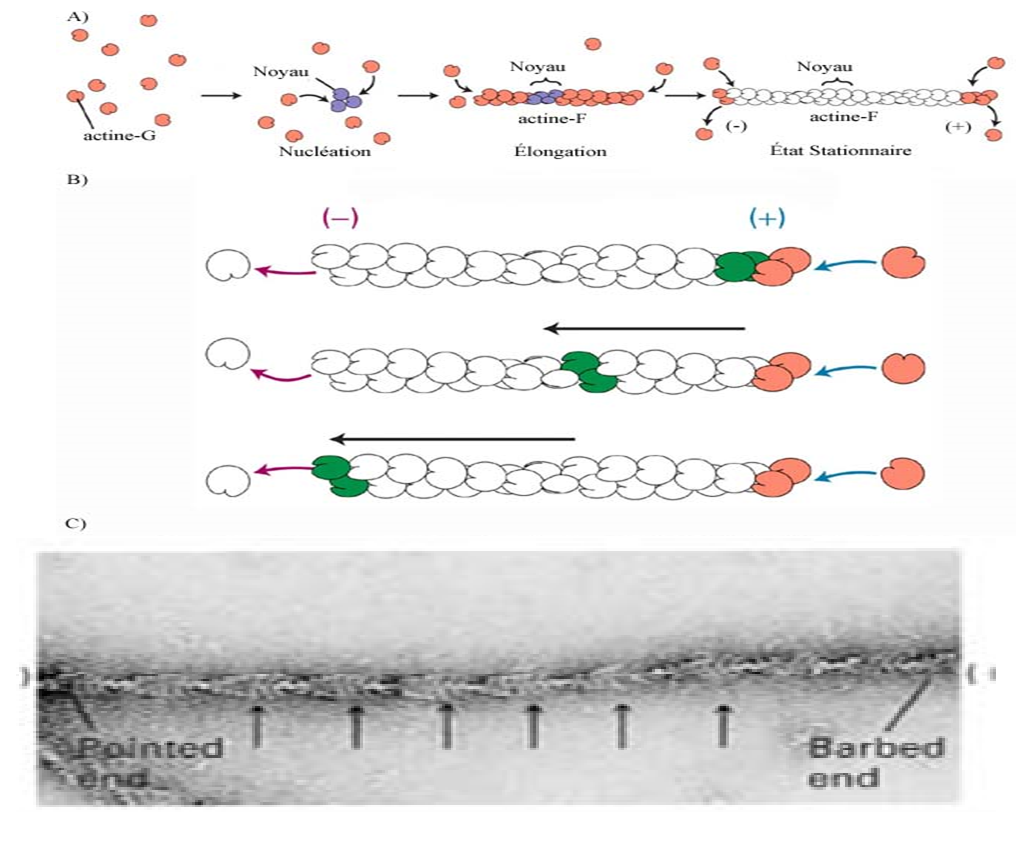 A)
actine-G
Noyau
Nucléation
Noyau
actine-F
Élongation
Noyau
actine-F
(-)
(+)
État Stationnaire
B)
(–)
(+)
C)
Pointed
end
Barbed
end